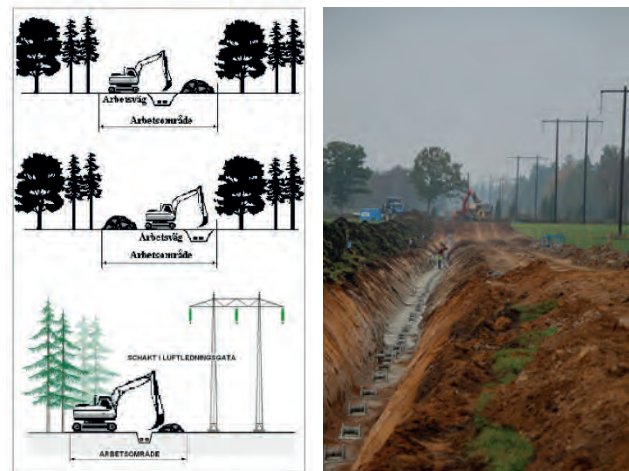 Arbetsväg
Arbetsområde
Arbetsväg
Arbetsområde
SCHAKT I LUFTLEDNINGSGATA
ARBETSOMRÅDE